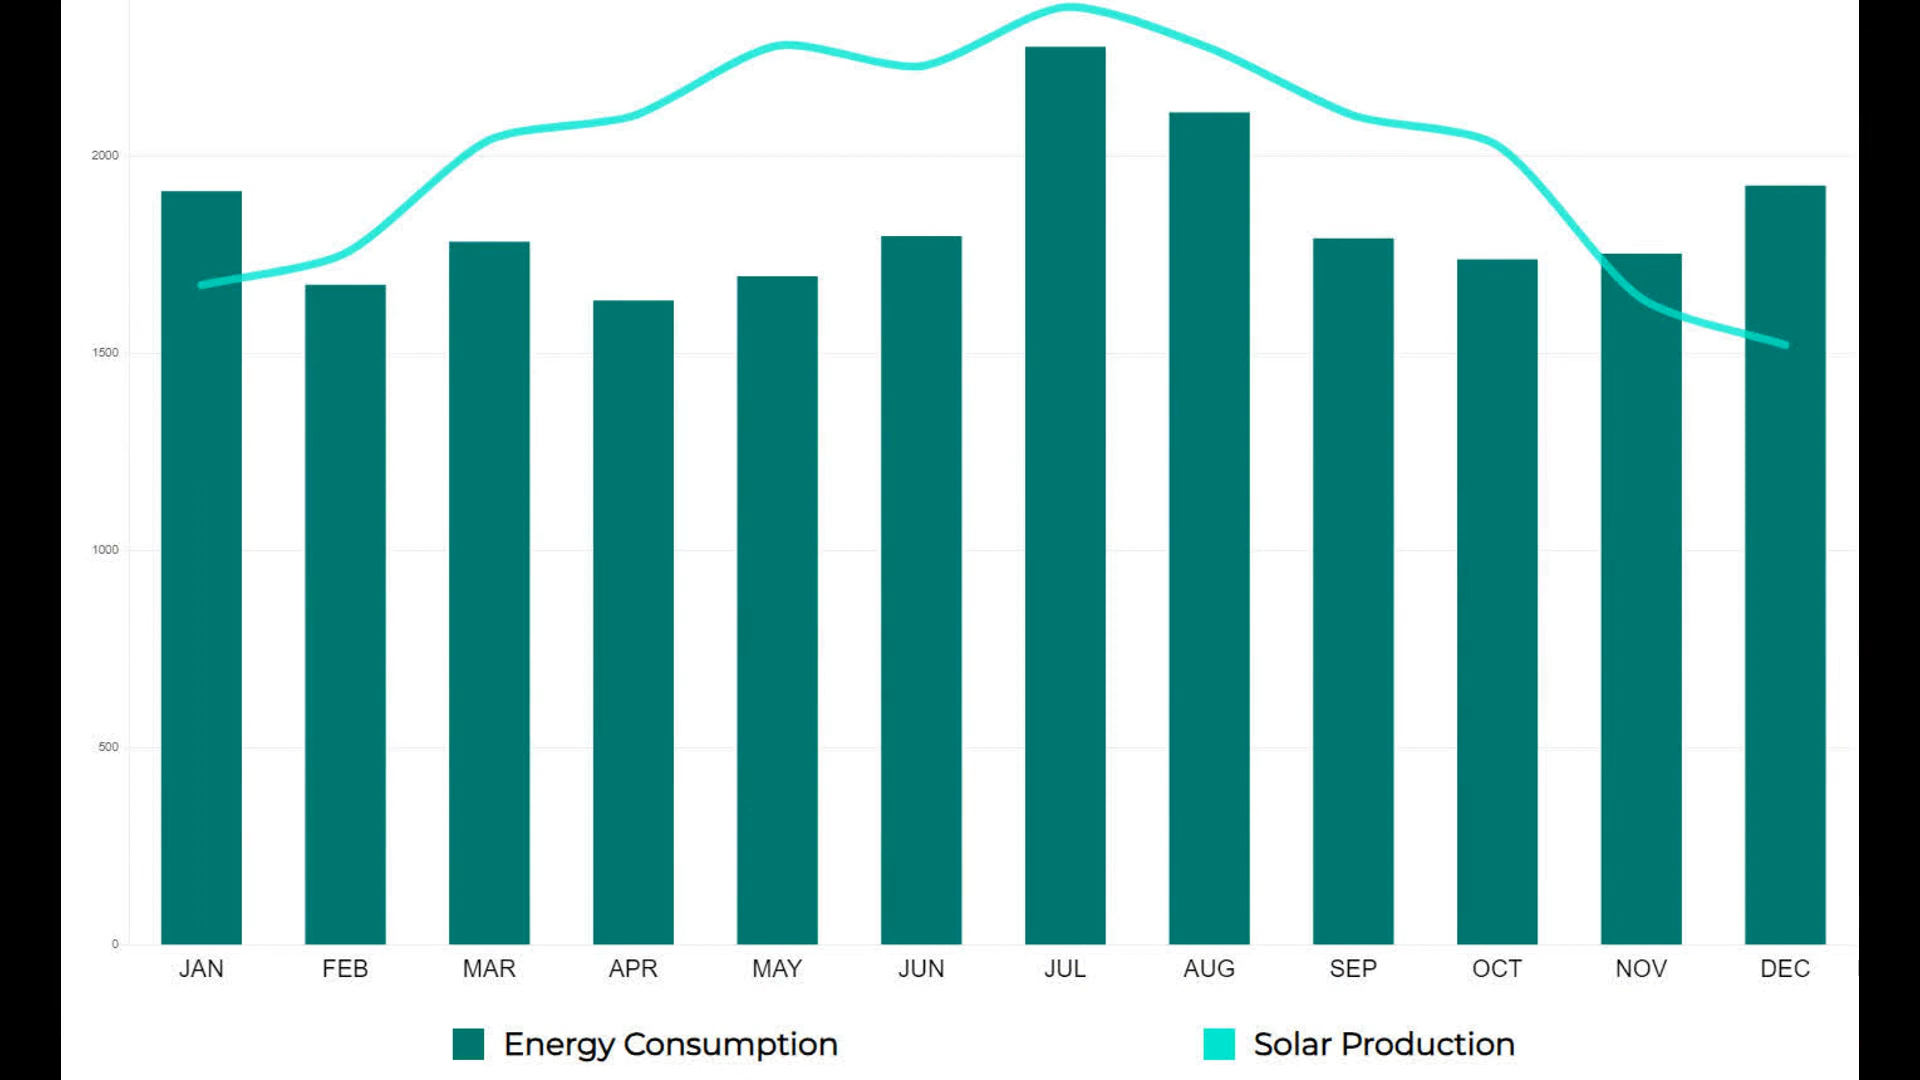 2000
1500
1000
500
0
JAN FEB MAR APR MAY JUN JUL AUG SEP OCT NOV DEC
Energy Consumption Solar Production